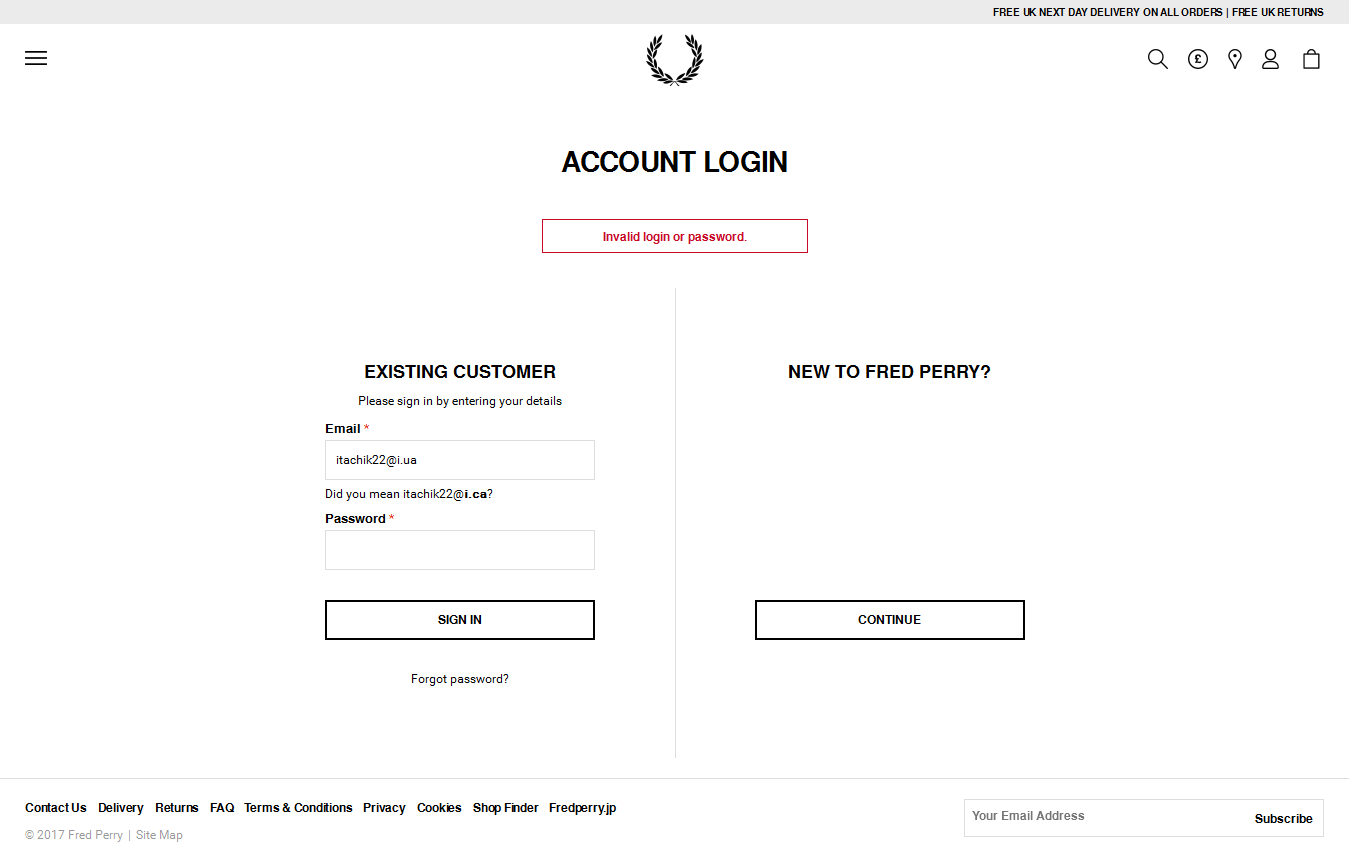 FREE UK NEXT DAY DELIVERY ON ALL ORDERS | FREE UK RETURNS
£
ACCOUNT LOGIN
Invalid login or password.
EXISTING CUSTOMER
Please sign in by entering your details
Email *
itachik22@i.ua
Did you mean itachik22@i.ca?
Password *
SIGN IN
Forgot password?
NEW TO FRED PERRY?
CONTINUE
Contact Us Delivery Returns FAQ Terms & Conditions Privacy Cookies Shop Finder Fredperry.jp
© 2017 Fred Perry | Site Map
Your Email Address Subscribe